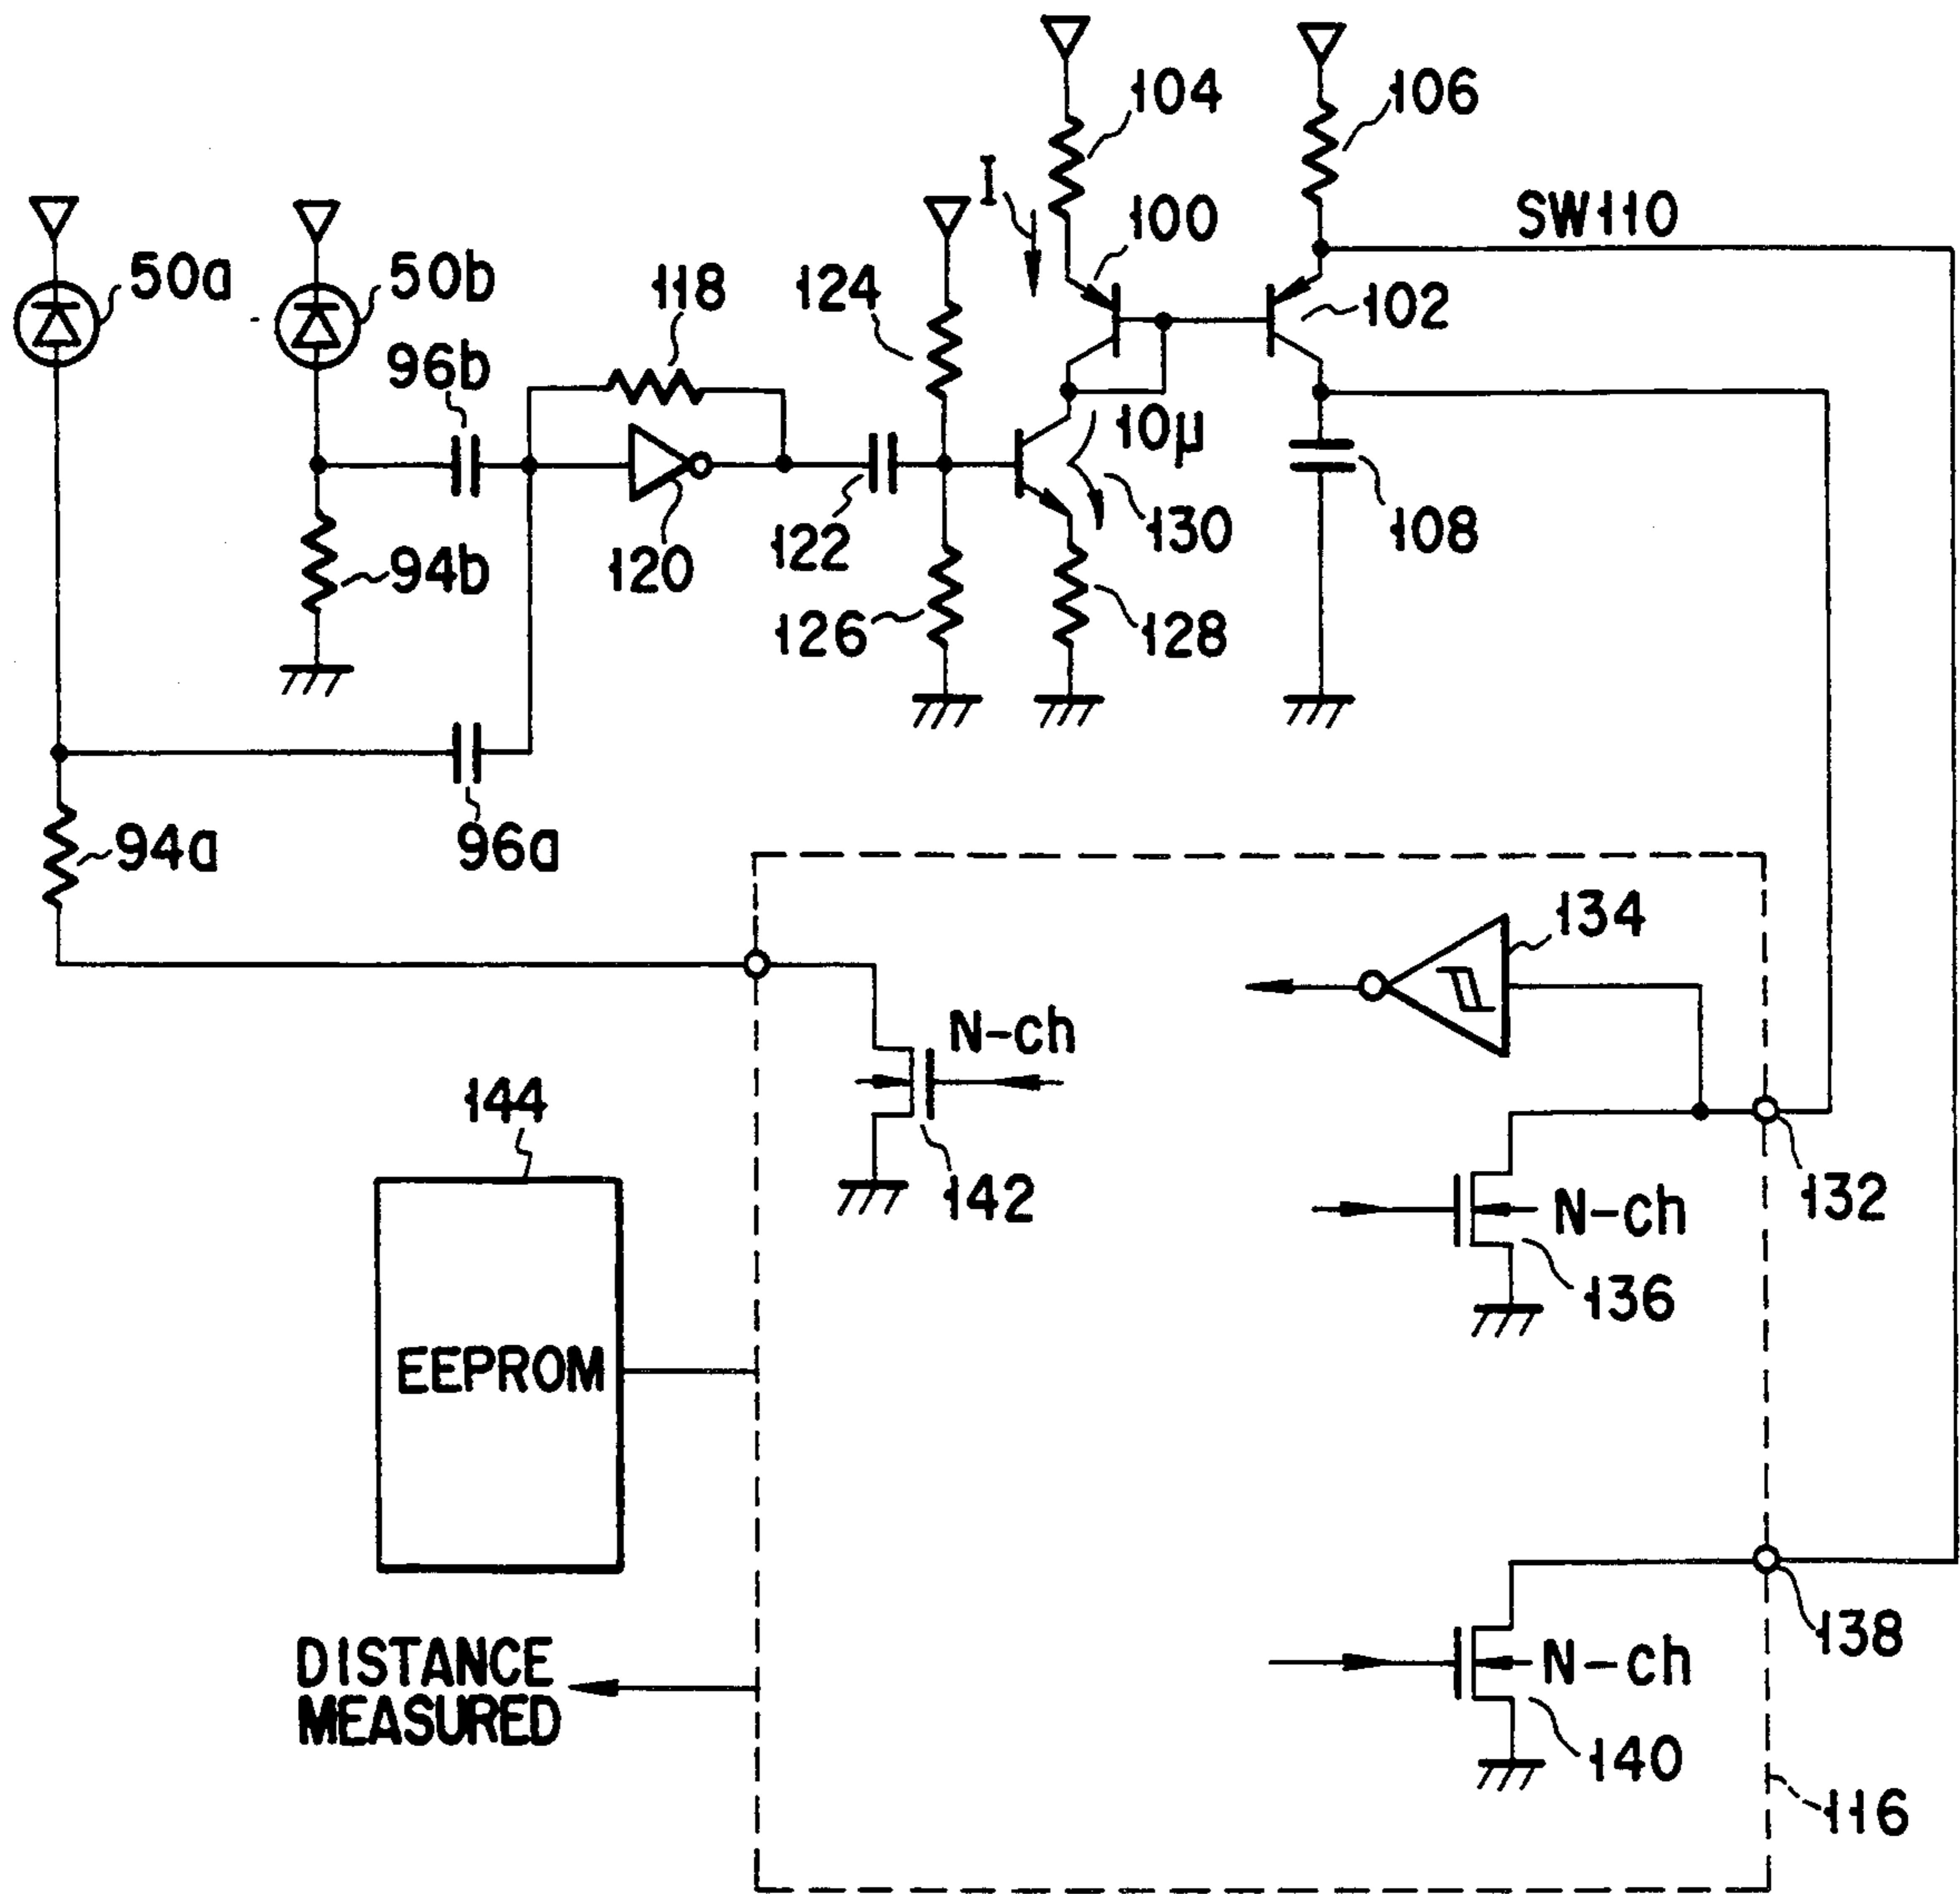 104
106
I
100
SW110
50a
50b
118
124
102
96b
10µ
122
130
108
94b
120
126
128
94a
96a
134
N-ch
144
142
132
N-ch
136
EEPROM
138
DISTANCE
MEASURED
N-ch
140
116